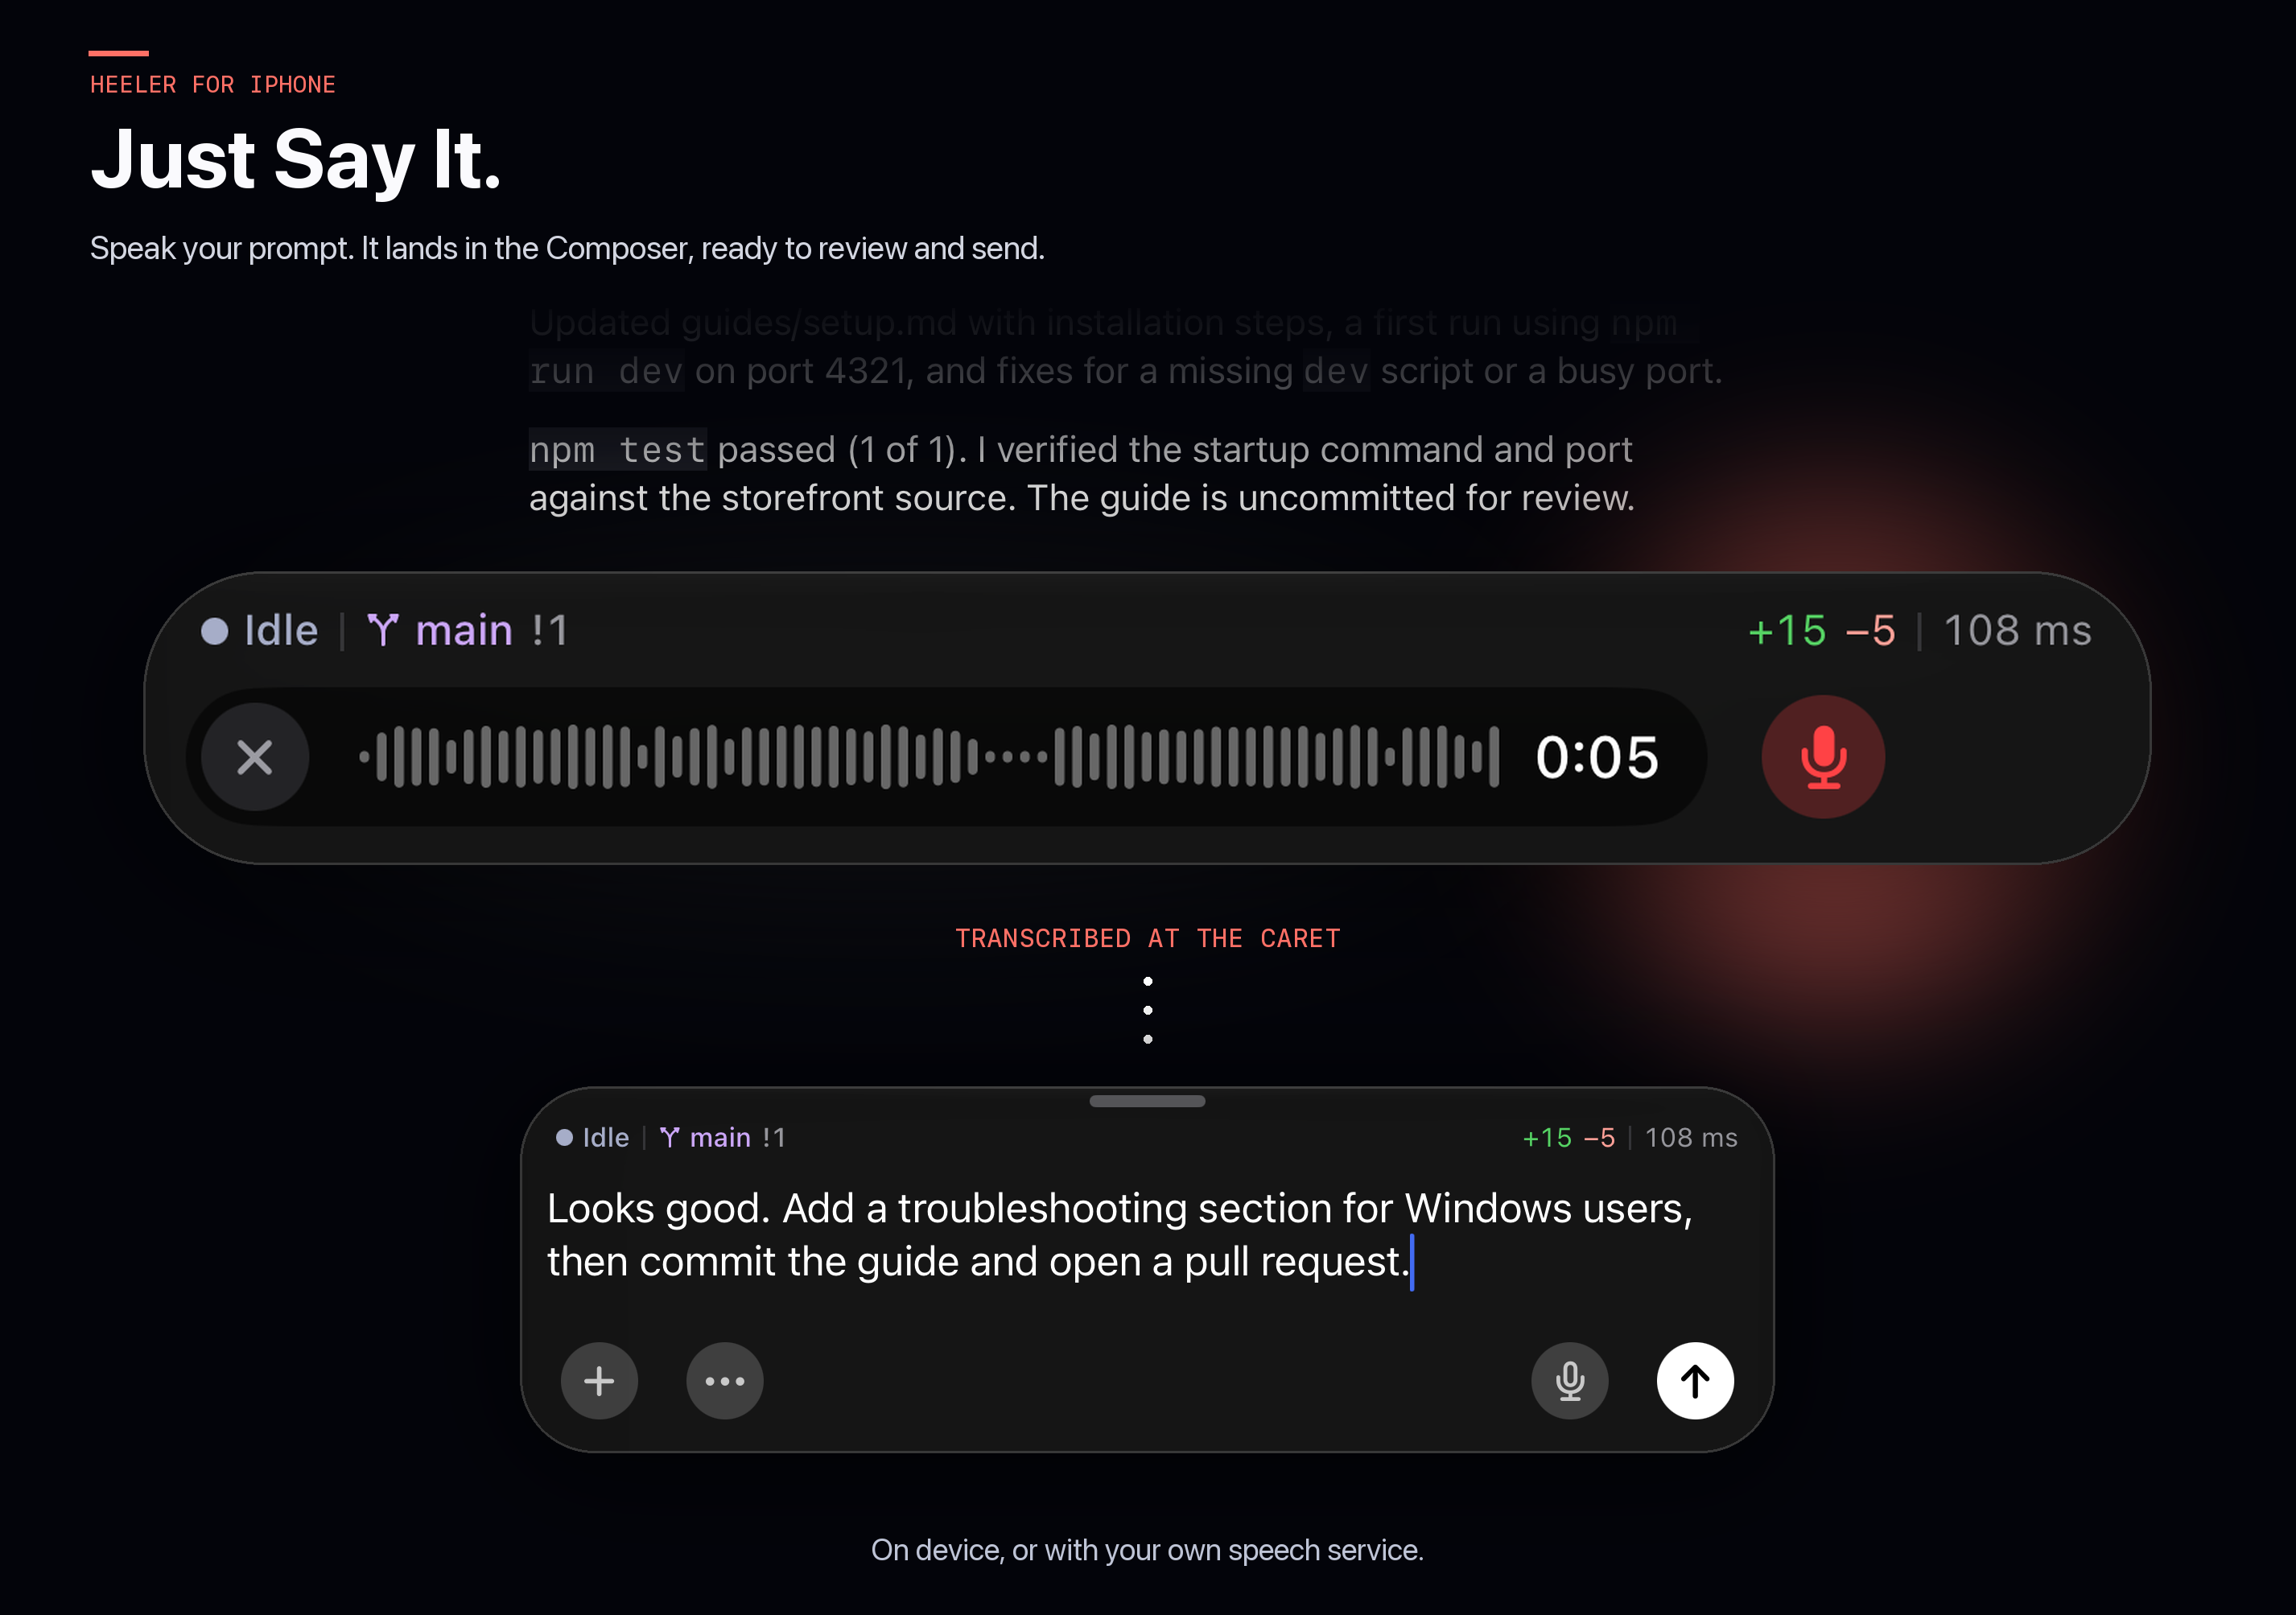 HEELER FOR IPHONE
Just Say It.
Speak your prompt. It lands in the Composer, ready to review and send.
Updated guides/setup.md with installation steps, a first run using npm
run dev on port 4321, and fixes for a missing dev script or a busy port.
npm test passed (1 of 1). I verified the startup command and port
against the storefront source. The guide is uncommitted for review.
Idle main !1 +15 −5 108 ms
0:05
TRANSCRIBED AT THE CARET
Idle main !1 +15 −5 108 ms
Looks good. Add a troubleshooting section for Windows users,
then commit the guide and open a pull request.
On device, or with your own speech service.